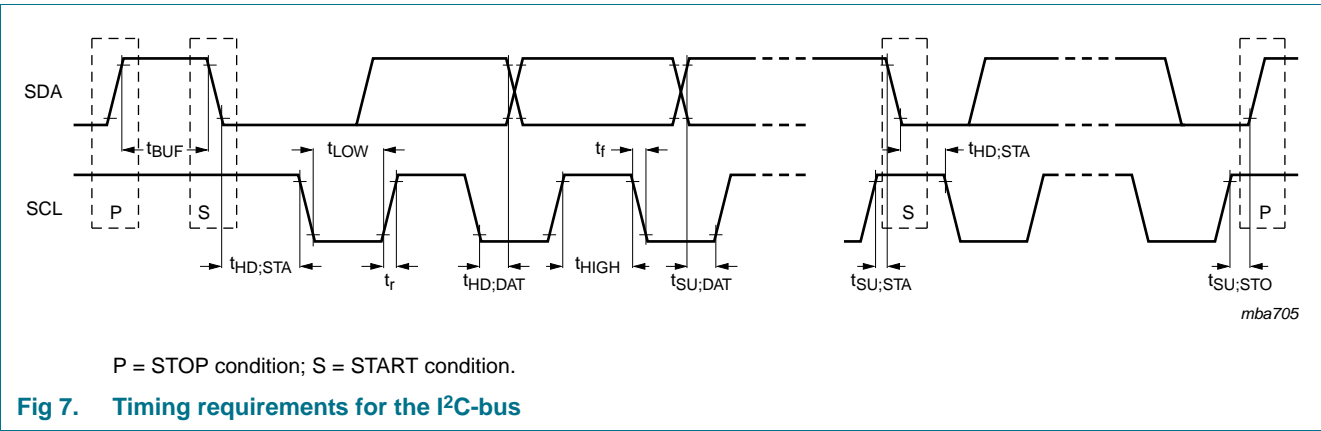 SDA
tBUF
tLOW
tf
tHD;STA
SCL
P
S
S
P
tHD;STA
tr
tHD;DAT
tHIGH
tSU;DAT
tSU;STA
tSU;STO
mba705
P = STOP condition; S = START condition.
Fig 7. Timing requirements for the I²C-bus